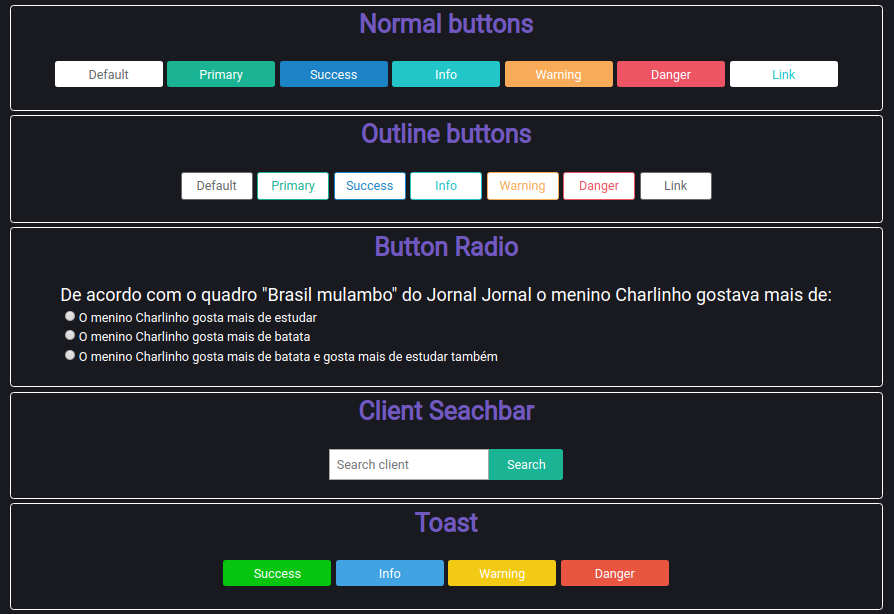 Normal buttons
Default Primary Success Info Warning Danger Link
Outline buttons
Default Primary Success Info Warning Danger Link
Button Radio
De acordo com o quadro "Brasil mulambo" do Jornal Jornal o menino Charlinho gostava mais de:
O menino Charlinho gosta mais de estudar
O menino Charlinho gosta mais de batata
O menino Charlinho gosta mais de batata e gosta mais de estudar também
Client Seachbar
Search client Search
Toast
Success Info Warning Danger